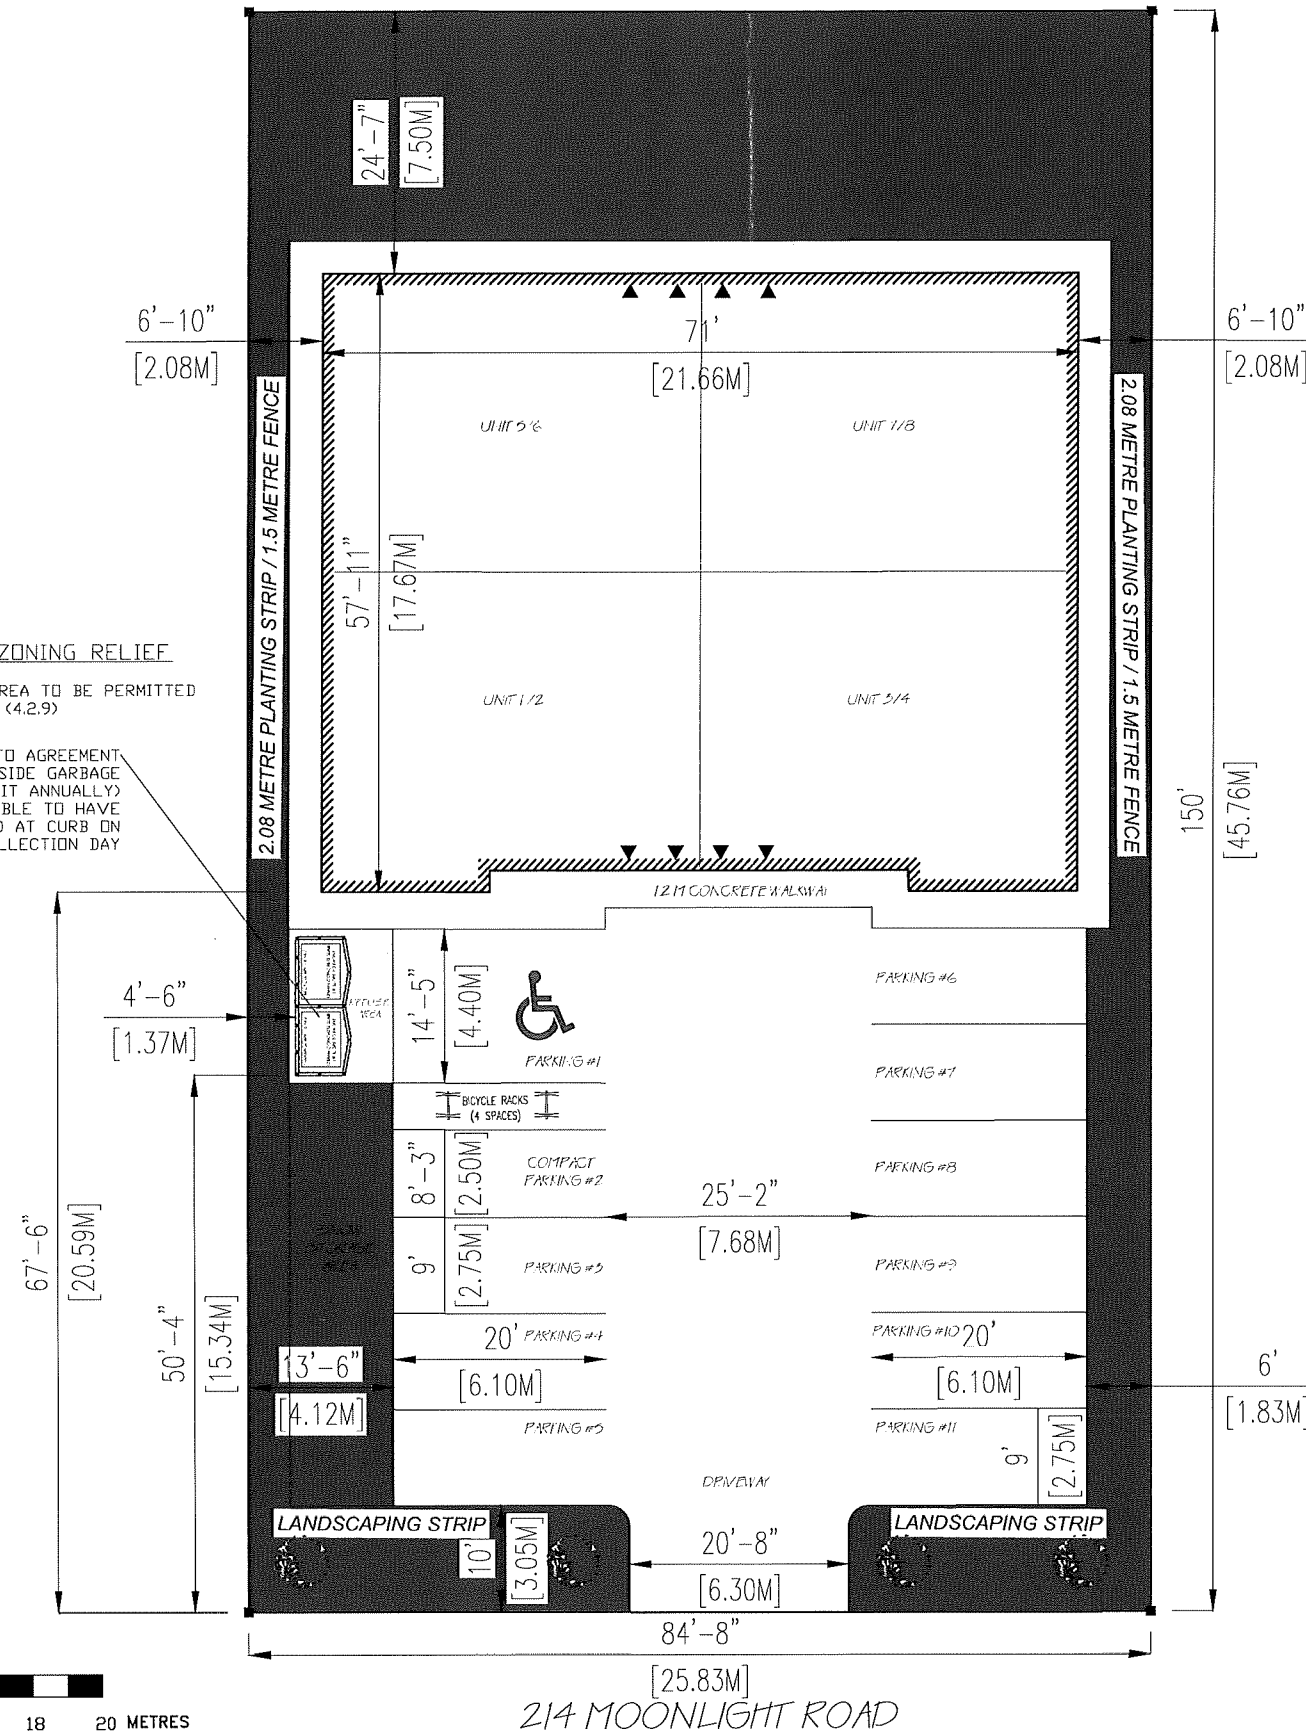 24'-7"
[7.50M]
6'-10"
[2.08M]
71'
[21.66M]
6'-10"
[2.08M]
UNIT 5/6
UNIT 7/8
2.08 METRE PLANTING STRIP / 1.5 METRE FENCE
57'-11"
[17.67M]
2.08 METRE PLANTING STRIP / 1.5 METRE FENCE
ZONING RELIEF
REA TO BE PERMITTED
(4.2.9)
TO AGREEMENT
SIDE GARBAGE
IT ANNUALLY)
BLE TO HAVE
D AT CURB ON
LLECTION DAY
UNIT 1/2
UNIT 3/4
150'
[45.76M]
1.2 M CONCRETE WALKWAY
4'-6"
[1.37M]
REFUSE
AREA
14'-5"
[4.40M]
PARKING #1
PARKING #6
PARKING #7
BICYCLE RACKS
(4 SPACES)
8'-3"
[2.50M]
COMPACT
PARKING #2
PARKING #8
25'-2"
[7.68M]
67'-6"
[20.59M]
9'
[2.75M]
PARKING #3
PARKING #9
50'-4"
[15.34M]
20'
PARKING #4
[6.10M]
PARKING #10
20'
[6.10M]
13'-6"
[4.12M]
6'
[1.83M]
PARKING #5
PARKING #11
9'
[2.75M]
DRIVEWAY
LANDSCAPING STRIP
LANDSCAPING STRIP
10'
[3.05M]
20'-8"
[6.30M]
84'-8"
[25.83M]
18 20 METRES
214 MOONLIGHT ROAD